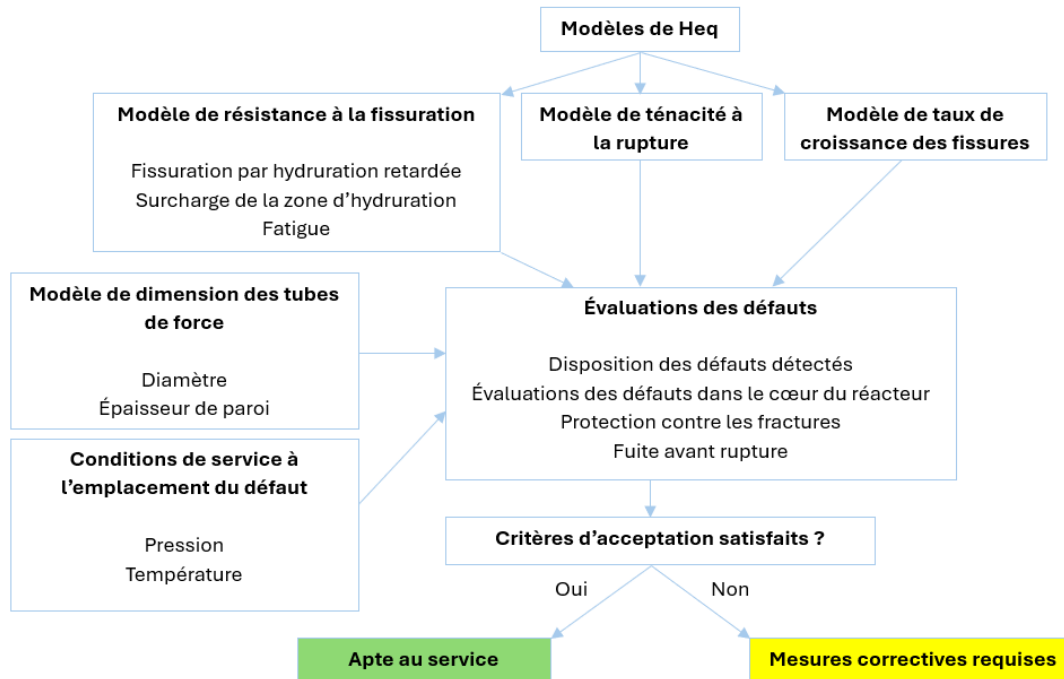 Modèles de Heq
Modèle de résistance à la fissuration
Fissuration par hydruration retardée
Surcharge de la zone d’hydruration
Fatigue
Modèle de ténacité à
la rupture
Modèle de taux de
croissance des fissures
Modèle de dimension des tubes
de force
Diamètre
Épaisseur de paroi
Évaluations des défauts
Disposition des défauts détectés
Évaluations des défauts dans le cœur du réacteur
Protection contre les fractures
Fuite avant rupture
Conditions de service à
l’emplacement du défaut
Pression
Température
Critères d’acceptation satisfaits ?
Oui
Non
Apte au service
Mesures correctives requises